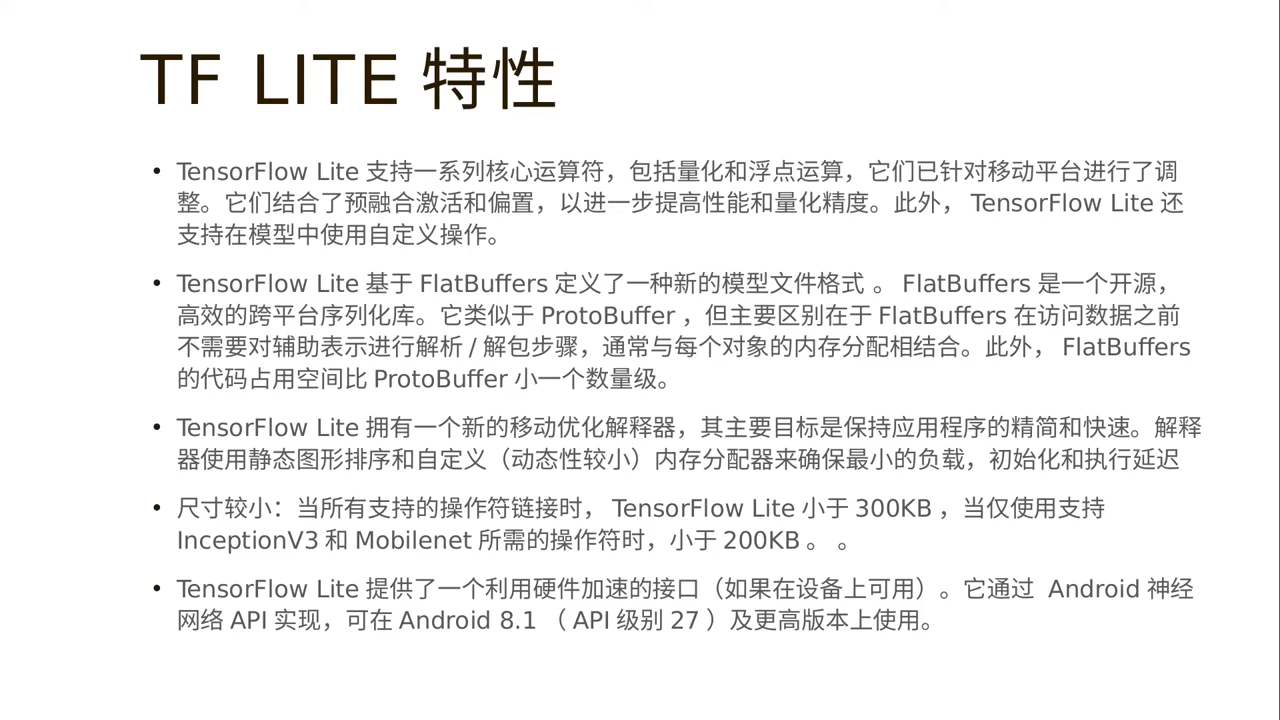 TF LITE 特性
• TensorFlow Lite 支持一系列核心运算符，包括量化和浮点运算，它们已针对移动平台进行了调
整。它们结合了预融合激活和偏置，以进一步提高性能和量化精度。此外， TensorFlow Lite 还
支持在模型中使用自定义操作。
• TensorFlow Lite 基于 FlatBuffers 定义了一种新的模型文件格式 。 FlatBuffers 是一个开源，
高效的跨平台序列化库。它类似于 ProtoBuffer ，但主要区别在于 FlatBuffers 在访问数据之前
不需要对辅助表示进行解析 / 解包步骤，通常与每个对象的内存分配相结合。此外， FlatBuffers
的代码占用空间比 ProtoBuffer 小一个数量级。
• TensorFlow Lite 拥有一个新的移动优化解释器，其主要目标是保持应用程序的精简和快速。解释
器使用静态图形排序和自定义（动态性较小）内存分配器来确保最小的负载，初始化和执行延迟
• 尺寸较小：当所有支持的操作符链接时， TensorFlow Lite 小于 300KB ，当仅使用支持
InceptionV3 和 Mobilenet 所需的操作符时，小于 200KB 。 。
• TensorFlow Lite 提供了一个利用硬件加速的接口（如果在设备上可用）。它通过 Android 神经
网络 API 实现，可在 Android 8.1 （ API 级别 27 ）及更高版本上使用。